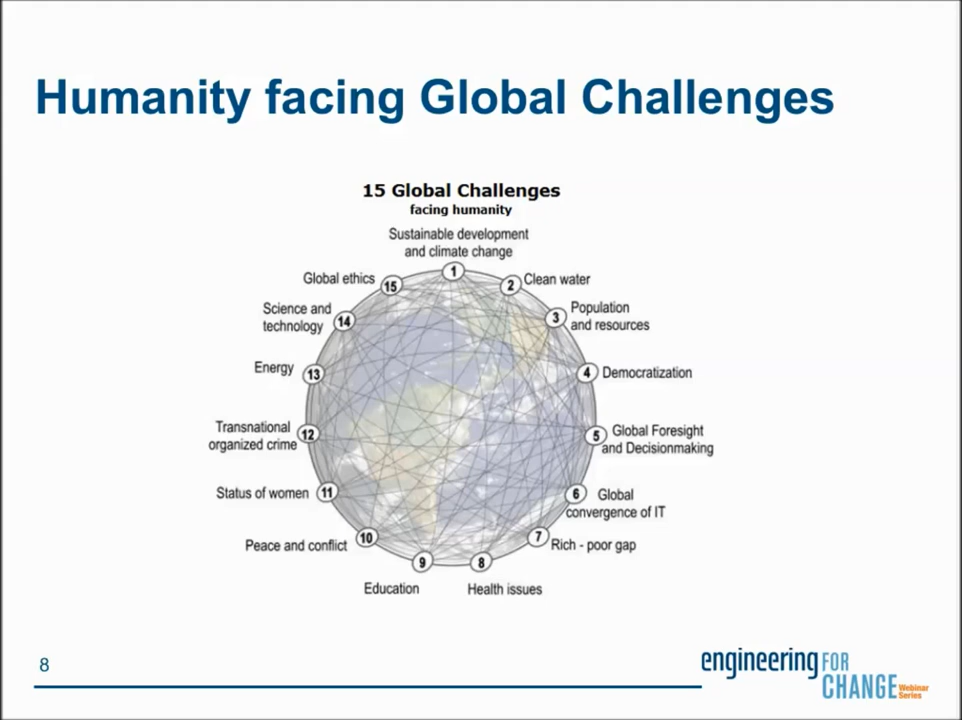 Humanity facing Global Challenges
15 Global Challenges
facing humanity
Sustainable development
and climate change
1
2 Clean water
3 Population
and resources
4 Democratization
5 Global Foresight
and Decisionmaking
6 Global
convergence of IT
7 Rich - poor gap
8
Health issues
9
Education
10
Peace and conflict
Status of women 11
Transnational
organized crime 12
Energy 13
Science and
technology 14
Global ethics 15
8
engineering FOR
CHANGE Webinar
Series